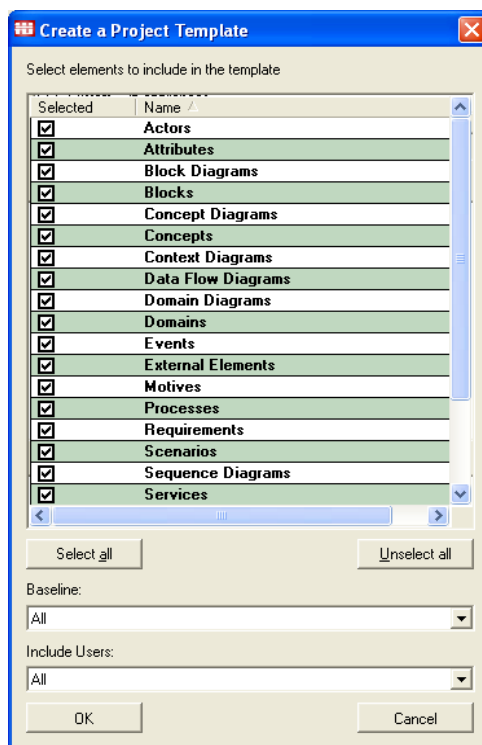 Create a Project Template
Select elements to include in the template
Selected Name
Actors
Attributes
Block Diagrams
Blocks
Concept Diagrams
Concepts
Context Diagrams
Data Flow Diagrams
Domain Diagrams
Domains
Events
External Elements
Motives
Processes
Requirements
Scenarios
Sequence Diagrams
Services
Select all Unselect all
Baseline:
All
Include Users:
All
OK Cancel